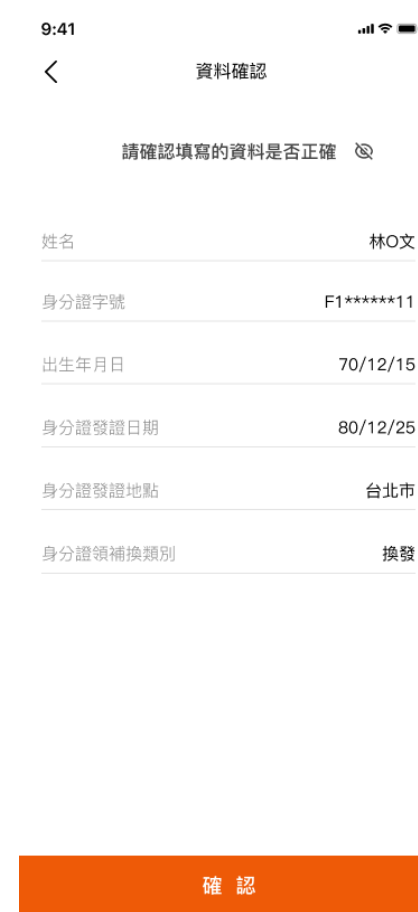 9:41
資料確認
請確認填寫的資料是否正確
姓名 林O文
身分證字號 F1******11
出生年月日 70/12/15
身分證發證日期 80/12/25
身分證發證地點 台北市
身分證領補換類別 換發
確 認